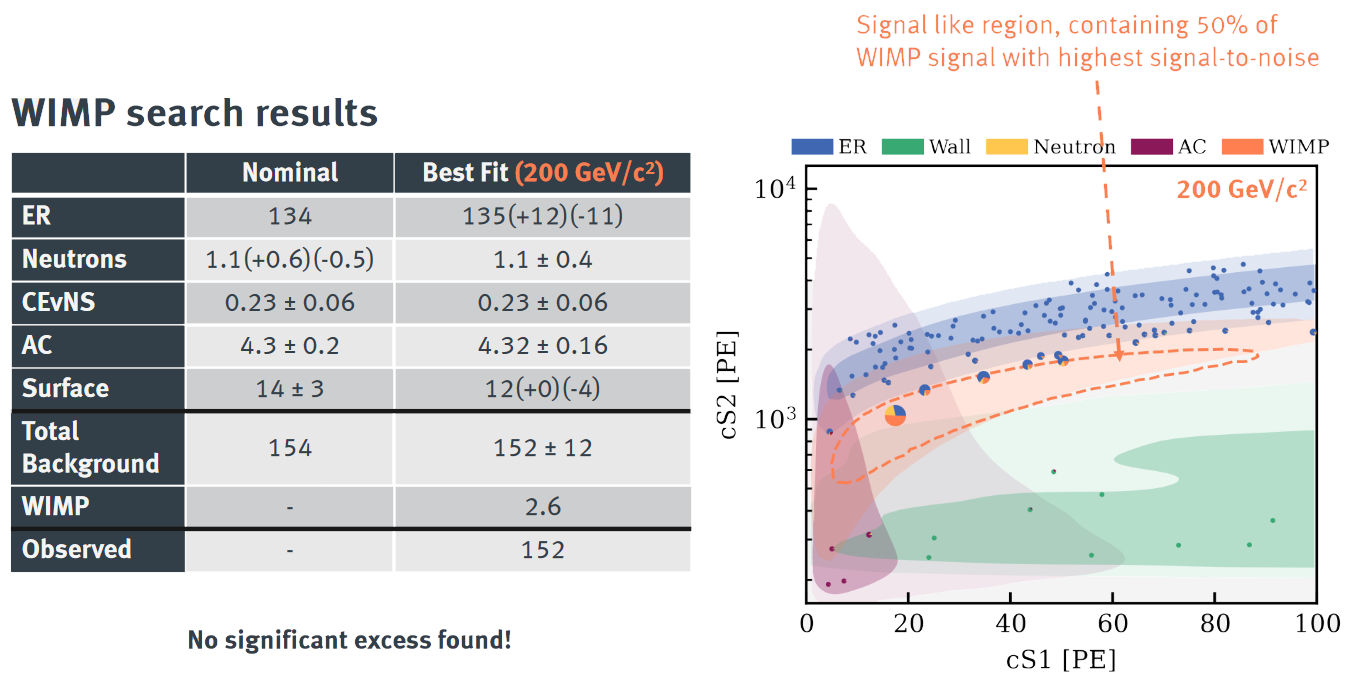 WIMP search results
Nominal Best Fit (200 GeV/c²)
ER 134 135(+12)(-11)
Neutrons 1.1(+0.6)(-0.5) 1.1 ± 0.4
CEvNS 0.23 ± 0.06 0.23 ± 0.06
AC 4.3 ± 0.2 4.32 ± 0.16
Surface 14 ± 3 12(+0)(-4)
Total
Background 154 152 ± 12
WIMP - 2.6
Observed - 152
No significant excess found!
Signal like region, containing 50% of
WIMP signal with highest signal-to-noise
ER Wall Neutron AC WIMP
200 GeV/c²
10⁴
10³
cS2 [PE]
0 20 40 60 80 100
cS1 [PE]